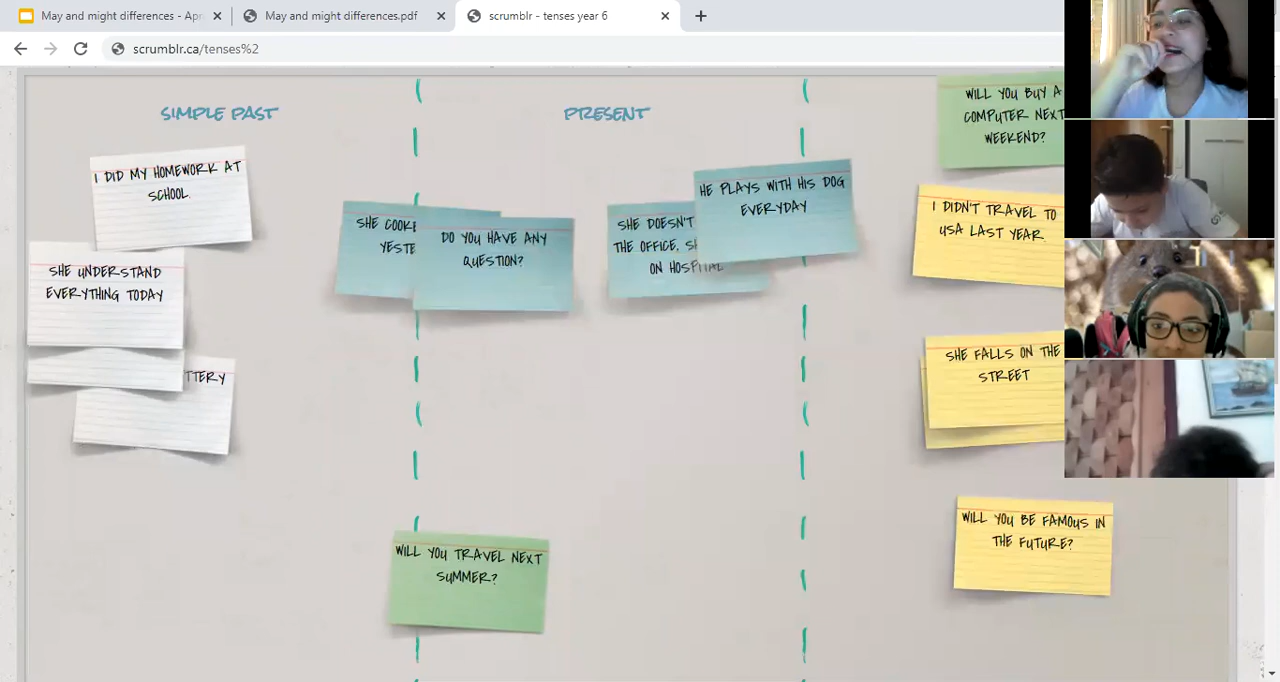 May and might differences - Apr
May and might differences.pdf
scrumblr - tenses year 6
scrumblr.ca/tenses%2
SIMPLE PAST
PRESENT
I DID MY HOMEWORK AT
SCHOOL
SHE UNDERSTAND
EVERYTHING TODAY
DO YOU HAVE ANY
QUESTION?
SHE DOESN'T
THE OFFICE,
ON HOSPITAL
HE PLAYS WITH HIS DOG
EVERYDAY
WILL YOU TRAVEL NEXT
SUMMER?
WILL YOU BUY A
COMPUTER NEXT
WEEKEND?
I DIDN'T TRAVEL TO
USA LAST YEAR
SHE FALLS ON THE
STREET
WILL YOU BE FAMOUS IN
THE FUTURE?